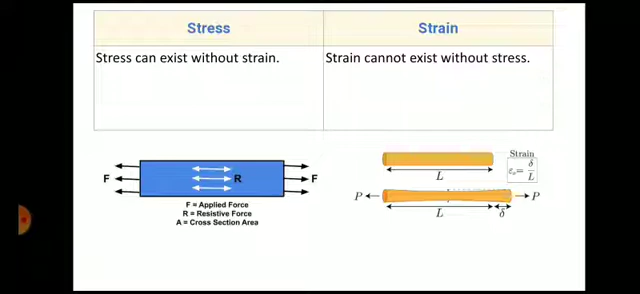 Stress
Strain
Stress can exist without strain.
Strain cannot exist without stress.
F
R
F
F = Applied Force
R = Resistive Force
A = Cross Section Area
L
Strain
εₒ= δ/L
P
P
L
δ